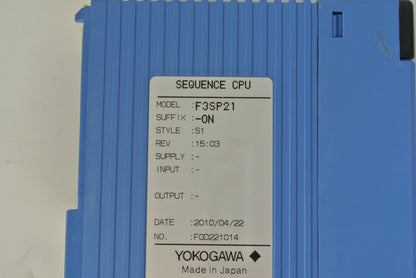 SEQUENCE CPU
MODEL :F3SP21
SUFFIX :-0N
STYLE :S1
REV :15:03
SUPPLY :-
INPUT :-
OUTPUT :-
DATE :2010/04/22
NO. :F0D221014
YOKOGAWA
Made in Japan